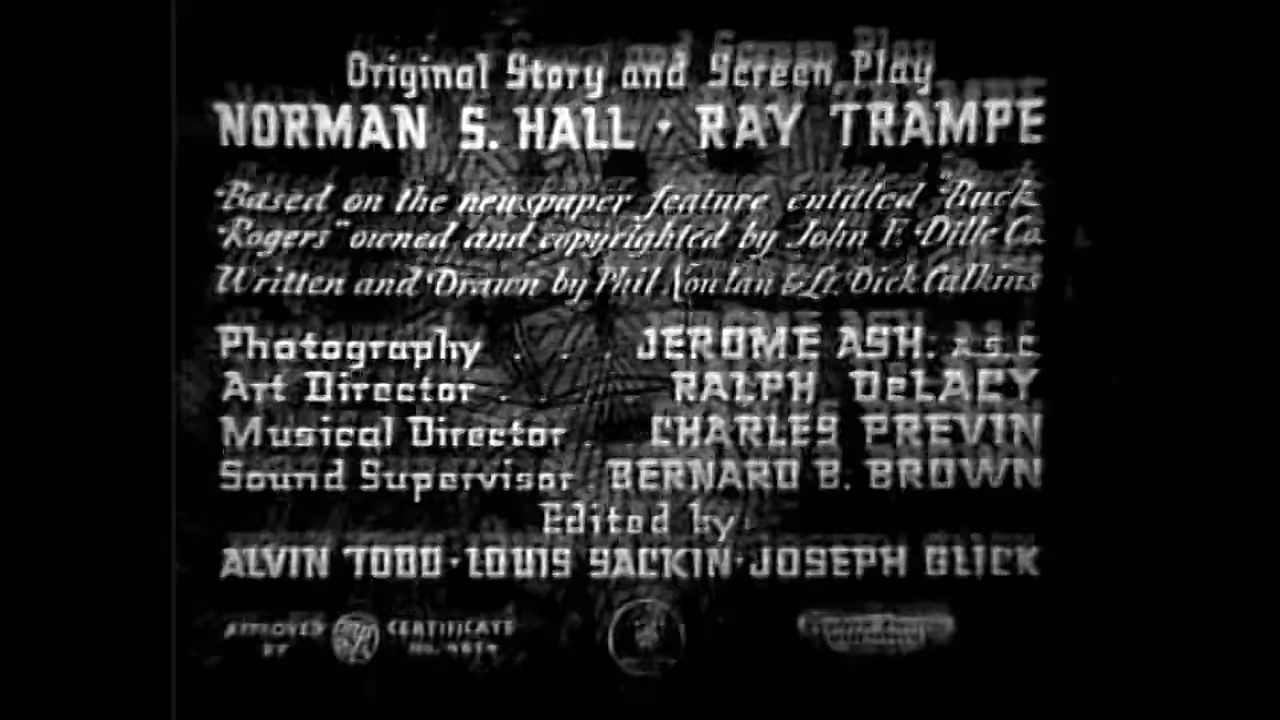 Original Story and Screen Play
NORMAN S. HALL · RAY TRAMPE
Based on the newspaper feature entitled "Buck
Rogers" owned and copyrighted by John F. Dille Co.
Written and Drawn by Phil Nowlan & Lt. Dick Calkins
Photography . . . JEROME ASH. A.S.C
Art Director . . . RALPH DeLACY
Musical Director . . CHARLES PREVIN
Sound Supervisor . BERNARD B. BROWN
Edited by
ALVIN TODD · LOUIS SACKIN · JOSEPH GLICK
APPROVED CERTIFICATE
BY No.